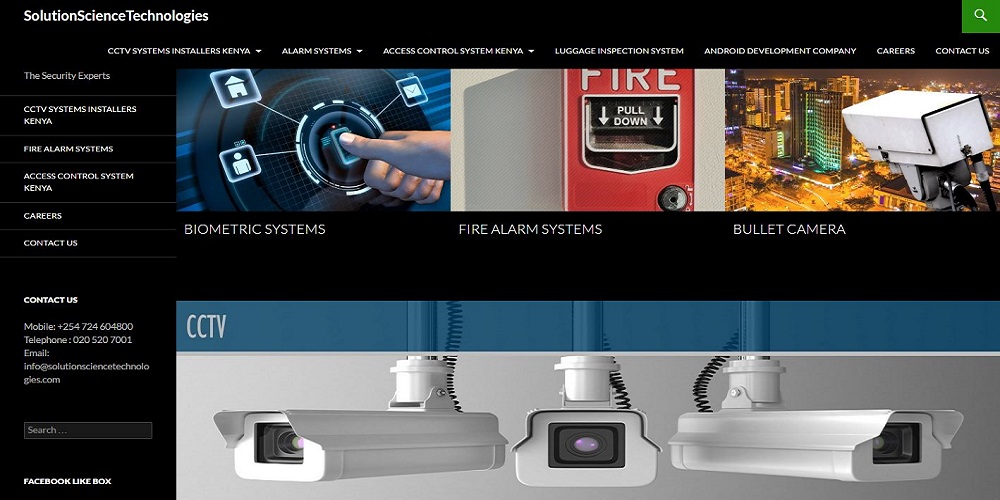 SolutionScienceTechnologies
CCTV SYSTEMS INSTALLERS KENYA
ALARM SYSTEMS
ACCESS CONTROL SYSTEM KENYA
LUGGAGE INSPECTION SYSTEM
ANDROID DEVELOPMENT COMPANY
CAREERS
CONTACT US
The Security Experts
CCTV SYSTEMS INSTALLERS
KENYA
FIRE ALARM SYSTEMS
ACCESS CONTROL SYSTEM
KENYA
CAREERS
CONTACT US
CONTACT US
Mobile: +254 724 604800
Telephone : 020 520 7001
Email:
info@solutionsciencetechnolo
gies.com
Search …
FACEBOOK LIKE BOX
FIRE
PULL
DOWN
BIOMETRIC SYSTEMS
FIRE ALARM SYSTEMS
BULLET CAMERA
CCTV